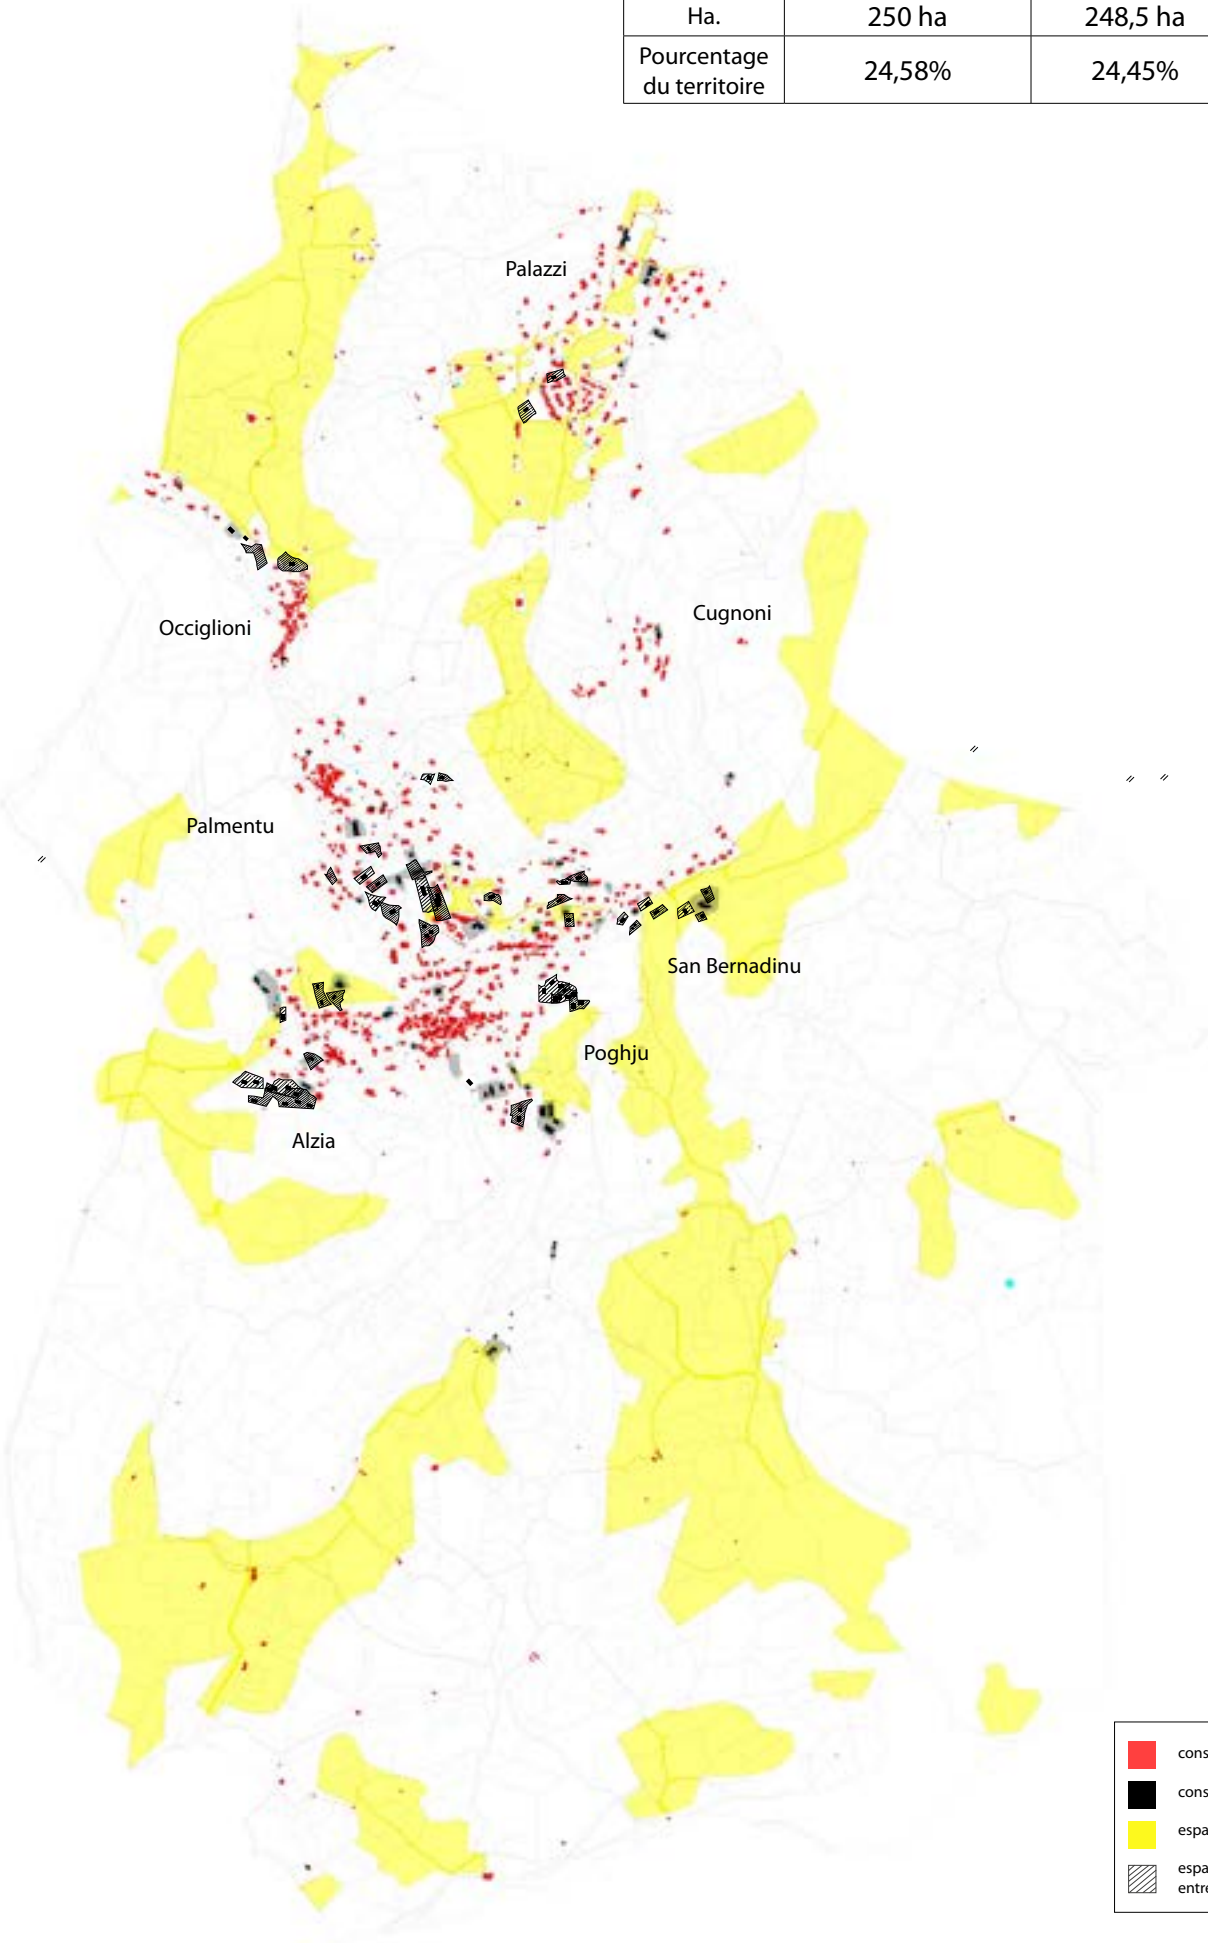 Ha. 250 ha 248,5 ha
Pourcentage
du territoire 24,58% 24,45%
Palazzi
Occiglioni
Cugnoni
Palmentu
San Bernadinu
Poghju
Alzia
cons
cons
espa
espa
entre